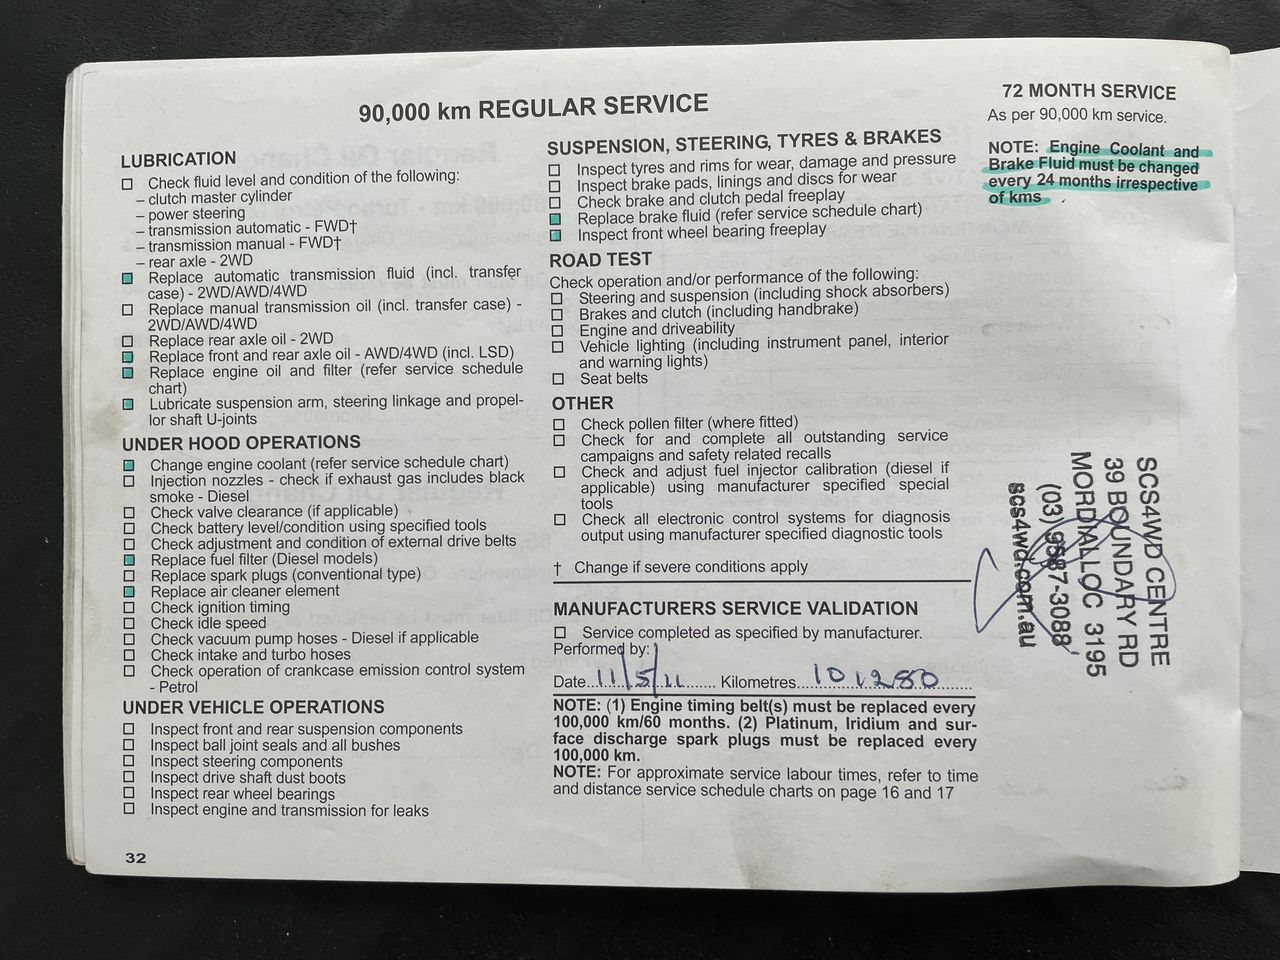 90,000 km REGULAR SERVICE
LUBRICATION
☐ Check fluid level and condition of the following:
– clutch master cylinder
– power steering
– transmission automatic - FWD†
– transmission manual - FWD†
– rear axle - 2WD
Replace automatic transmission fluid (incl. transfer
case) - 2WD/AWD/4WD
☐ Replace manual transmission oil (incl. transfer case) -
2WD/AWD/4WD
☐ Replace rear axle oil - 2WD
Replace front and rear axle oil - AWD/4WD (incl. LSD)
Replace engine oil and filter (refer service schedule
chart)
Lubricate suspension arm, steering linkage and propel-
lor shaft U-joints
UNDER HOOD OPERATIONS
Change engine coolant (refer service schedule chart)
☐ Injection nozzles - check if exhaust gas includes black
smoke - Diesel
☐ Check valve clearance (if applicable)
☐ Check battery level/condition using specified tools
☐ Check adjustment and condition of external drive belts
Replace fuel filter (Diesel models)
☐ Replace spark plugs (conventional type)
Replace air cleaner element
☐ Check ignition timing
☐ Check idle speed
☐ Check vacuum pump hoses - Diesel if applicable
☐ Check intake and turbo hoses
☐ Check operation of crankcase emission control system
- Petrol
UNDER VEHICLE OPERATIONS
☐ Inspect front and rear suspension components
☐ Inspect ball joint seals and all bushes
☐ Inspect steering components
☐ Inspect drive shaft dust boots
☐ Inspect rear wheel bearings
☐ Inspect engine and transmission for leaks
32
SUSPENSION, STEERING, TYRES & BRAKES
☐ Inspect tyres and rims for wear, damage and pressure
☐ Inspect brake pads, linings and discs for wear
☐ Check brake and clutch pedal freeplay
Replace brake fluid (refer service schedule chart)
Inspect front wheel bearing freeplay
ROAD TEST
Check operation and/or performance of the following:
☐ Steering and suspension (including shock absorbers)
☐ Brakes and clutch (including handbrake)
☐ Engine and driveability
☐ Vehicle lighting (including instrument panel, interior
and warning lights)
☐ Seat belts
OTHER
☐ Check pollen filter (where fitted)
☐ Check for and complete all outstanding service
campaigns and safety related recalls
☐ Check and adjust fuel injector calibration (diesel if
applicable) using manufacturer specified special
tools
☐ Check all electronic control systems for diagnosis
output using manufacturer specified diagnostic tools
† Change if severe conditions apply
MANUFACTURERS SERVICE VALIDATION
☐ Service completed as specified by manufacturer.
Performed by:
Date...11/5/11...... Kilometres...101280......
NOTE: (1) Engine timing belt(s) must be replaced every
100,000 km/60 months. (2) Platinum, Iridium and sur-
face discharge spark plugs must be replaced every
100,000 km.
NOTE: For approximate service labour times, refer to time
and distance service schedule charts on page 16 and 17
72 MONTH SERVICE
As per 90,000 km service.
NOTE: Engine Coolant and
Brake Fluid must be changed
every 24 months irrespective
of kms
SCS4WD CENTRE
39 BOUNDARY RD
MORDIALLOC 3195
(03) 9587-3088
scs4wd.com.au